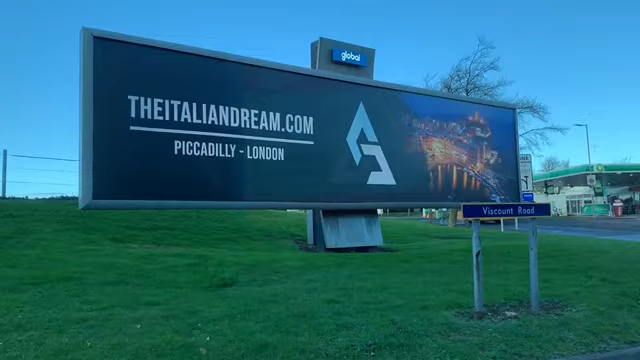 global
THEITALIANDREAM.COM
PICCADILLY - LONDON
Viscount Road